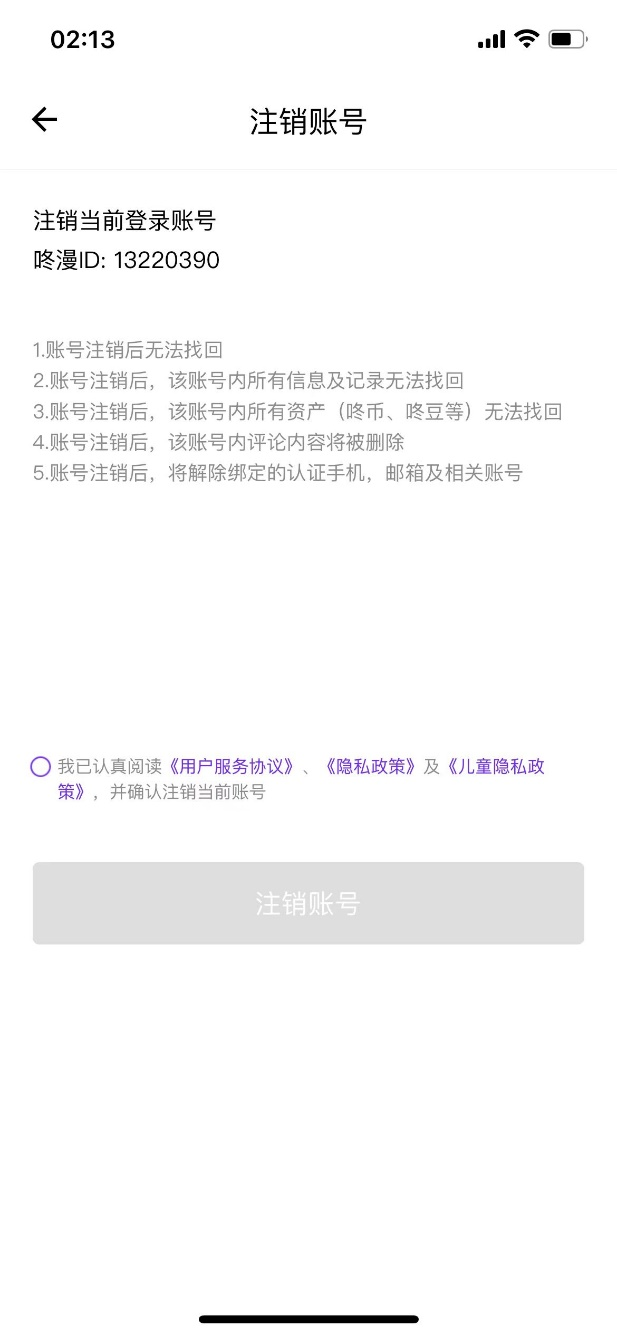 02:13
注销账号
注销当前登录账号
咚漫ID: 13220390
1.账号注销后无法找回
2.账号注销后，该账号内所有信息及记录无法找回
3.账号注销后，该账号内所有资产（咚币、咚豆等）无法找回
4.账号注销后，该账号内评论内容将被删除
5.账号注销后，将解除绑定的认证手机，邮箱及相关账号
我已认真阅读《用户服务协议》、《隐私政策》及《儿童隐私政
策》，并确认注销当前账号
注销账号